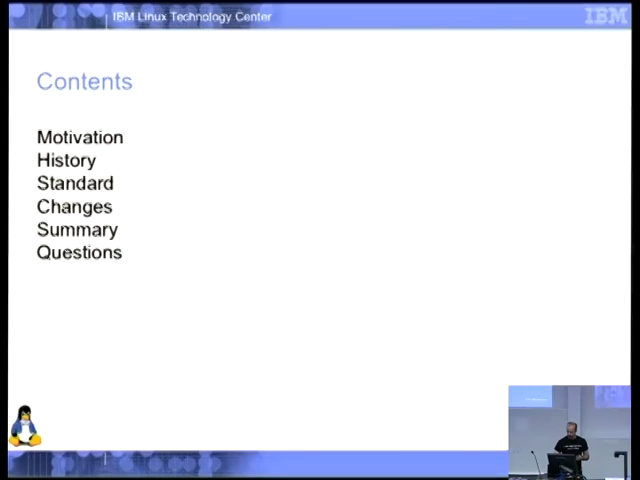 IBM Linux Technology Center
IBM
Contents
Motivation
History
Standard
Changes
Summary
Questions